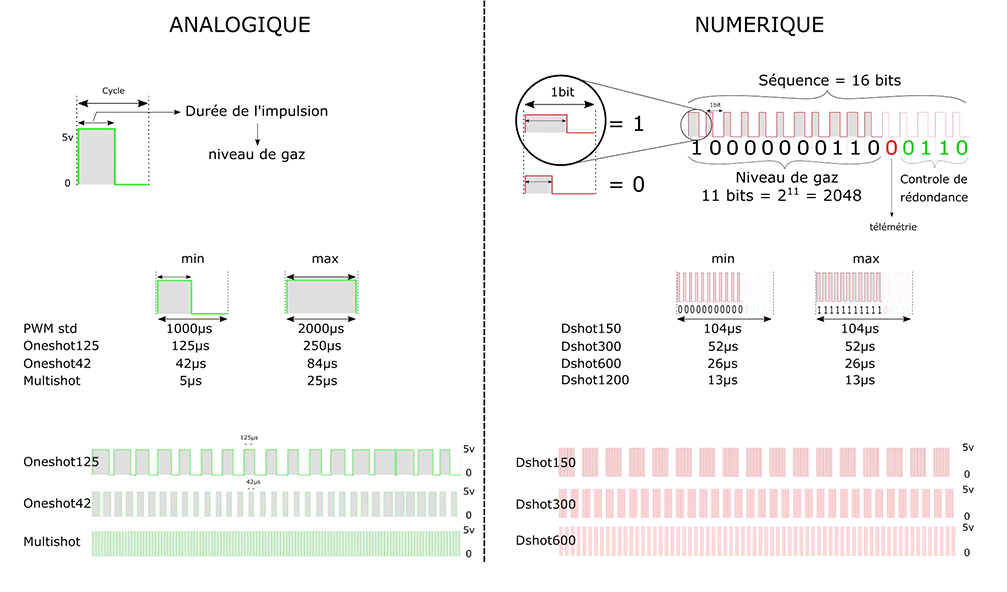 ANALOGIQUE
Cycle
Durée de l'impulsion
5v
niveau de gaz
0
min
max
PWM std 1000µs 2000µs
Oneshot125 125µs 250µs
Oneshot42 42µs 84µs
Multishot 5µs 25µs
125µs
Oneshot125
5v
0
42µs
Oneshot42
5v
0
Multishot
5v
0
NUMERIQUE
Séquence = 16 bits
1bit
1bit
= 1
1 0 0 0 0 0 0 0 1 1 0 0 0 1 1 0
= 0
Niveau de gaz
11 bits = 2¹¹ = 2048
Controle de
rédondance
télémétrie
min
max
00000000000
11111111111
Dshot150 104µs 104µs
Dshot300 52µs 52µs
Dshot600 26µs 26µs
Dshot1200 13µs 13µs
Dshot150
5v
0
Dshot300
5v
0
Dshot600
5v
0